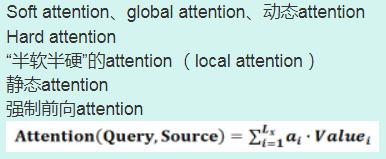 Soft attention、global attention、动态attention
Hard attention
“半软半硬”的attention （local attention）
静态attention
强制前向attention
Attention(Query, Source) = ∑_{i=1}^{L_x} a_i · Value_i